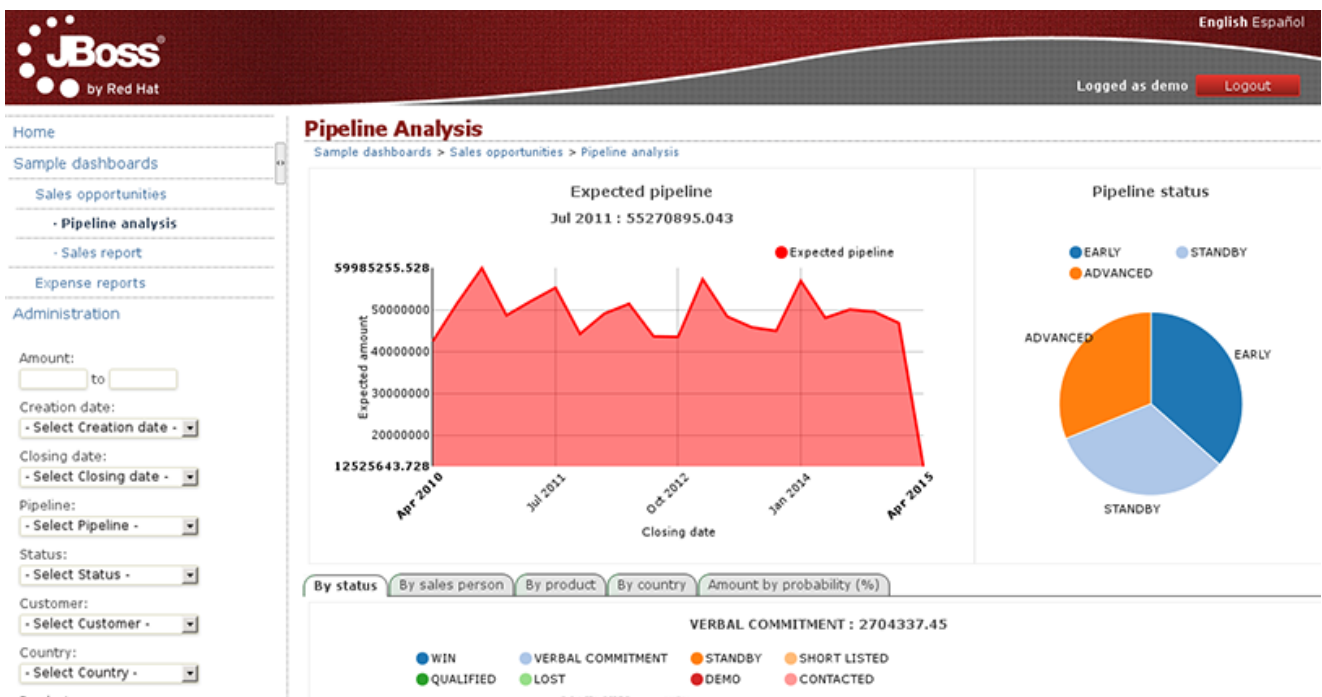 English Español
JBoss®
by Red Hat
Logged as demo Logout
Home
Sample dashboards
Sales opportunities
· Pipeline analysis
· Sales report
Expense reports
Administration
Amount:
to
Creation date:
- Select Creation date -
Closing date:
- Select Closing date -
Pipeline:
- Select Pipeline -
Status:
- Select Status -
Customer:
- Select Customer -
Country:
- Select Country -
Pipeline Analysis
Sample dashboards > Sales opportunities > Pipeline analysis
Expected pipeline
Jul 2011 : 55270895.043
Expected pipeline
59985255.528
50000000
40000000
30000000
20000000
12525643.728
Expected amount
Apr 2010
Jul 2011
Oct 2012
Jan 2014
Apr 2015
Closing date
Pipeline status
EARLY STANDBY
ADVANCED
ADVANCED
EARLY
STANDBY
By status By sales person By product By country Amount by probability (%)
VERBAL COMMITMENT : 2704337.45
WIN VERBAL COMMITMENT STANDBY SHORT LISTED
QUALIFIED LOST DEMO CONTACTED